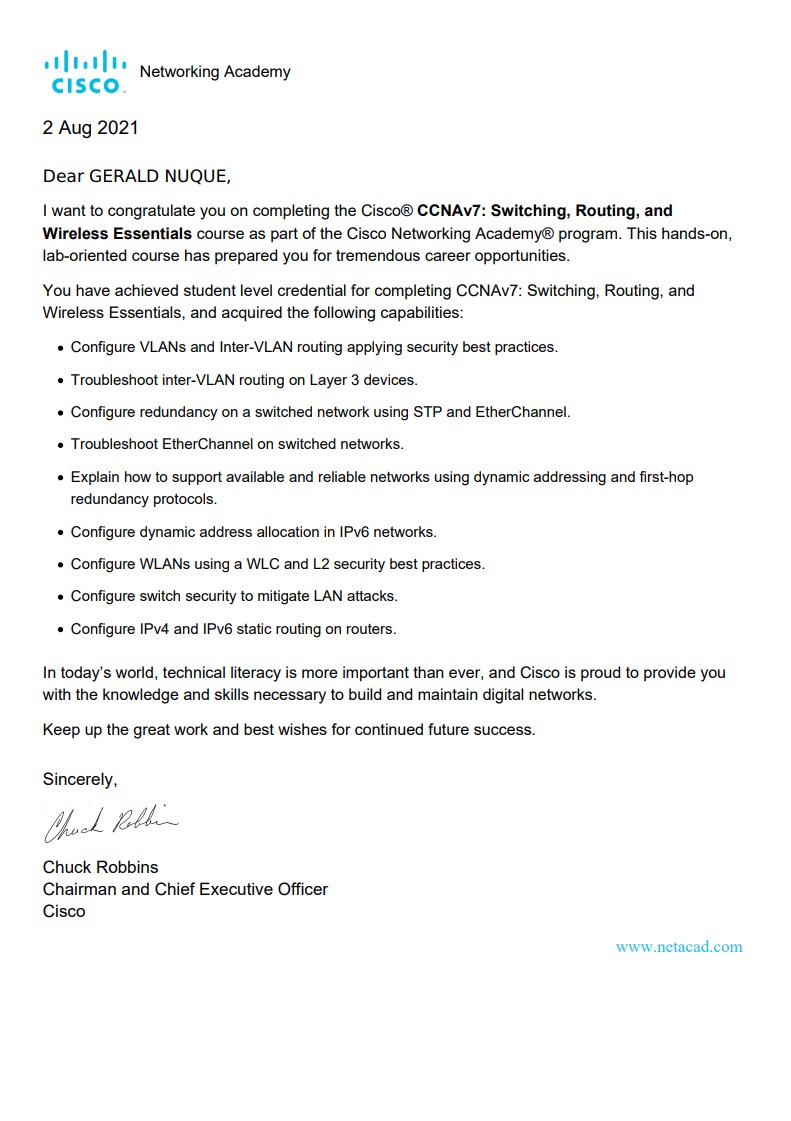 CISCO. Networking Academy
2 Aug 2021
Dear GERALD NUQUE,
I want to congratulate you on completing the Cisco® CCNAv7: Switching, Routing, and
Wireless Essentials course as part of the Cisco Networking Academy® program. This hands-on,
lab-oriented course has prepared you for tremendous career opportunities.
You have achieved student level credential for completing CCNAv7: Switching, Routing, and
Wireless Essentials, and acquired the following capabilities:
• Configure VLANs and Inter-VLAN routing applying security best practices.
• Troubleshoot inter-VLAN routing on Layer 3 devices.
• Configure redundancy on a switched network using STP and EtherChannel.
• Troubleshoot EtherChannel on switched networks.
• Explain how to support available and reliable networks using dynamic addressing and first-hop
redundancy protocols.
• Configure dynamic address allocation in IPv6 networks.
• Configure WLANs using a WLC and L2 security best practices.
• Configure switch security to mitigate LAN attacks.
• Configure IPv4 and IPv6 static routing on routers.
In today’s world, technical literacy is more important than ever, and Cisco is proud to provide you
with the knowledge and skills necessary to build and maintain digital networks.
Keep up the great work and best wishes for continued future success.
Sincerely,
Chuck Robbins
Chuck Robbins
Chairman and Chief Executive Officer
Cisco
www.netacad.com